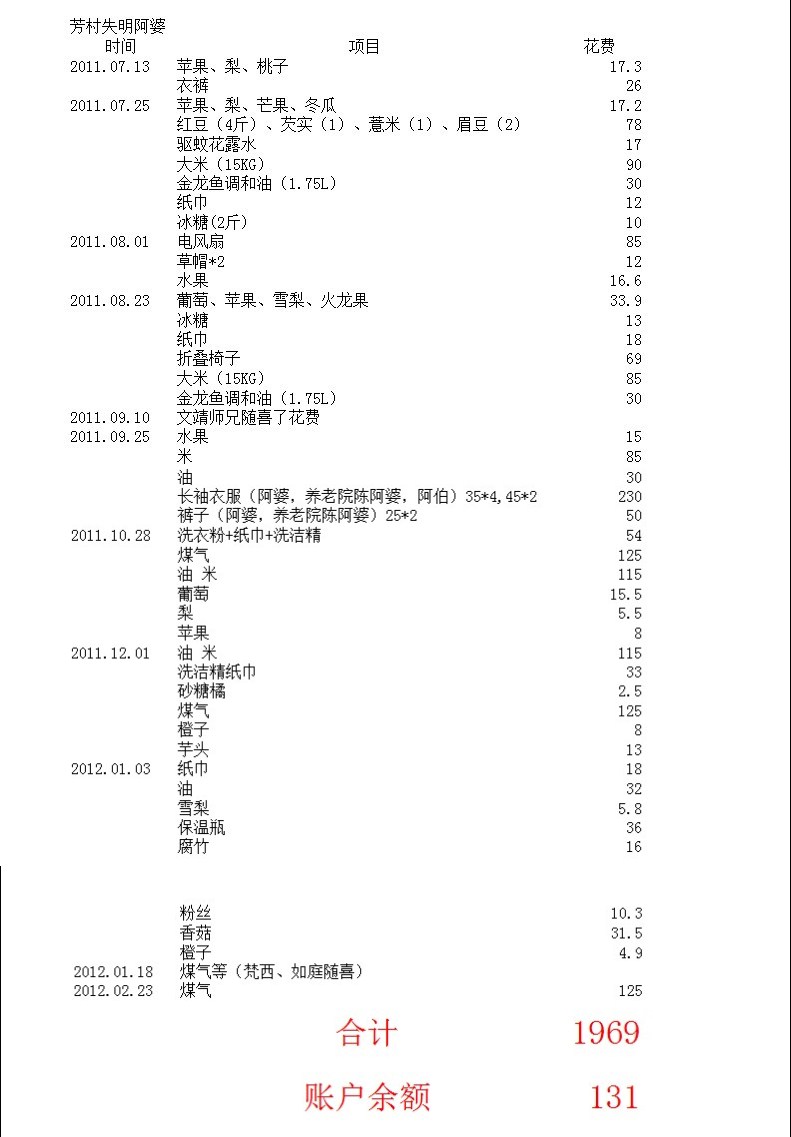 芳村失明阿婆
时间 项目 花费
2011.07.13 苹果、梨、桃子 17.3
衣裤 26
2011.07.25 苹果、梨、芒果、冬瓜 17.2
红豆（4斤）、芡实（1）、薏米（1）、眉豆（2） 78
驱蚊花露水 17
大米（15KG） 90
金龙鱼调和油（1.75L） 30
纸巾 12
冰糖(2斤） 10
2011.08.01 电风扇 85
草帽*2 12
水果 16.6
2011.08.23 葡萄、苹果、雪梨、火龙果 33.9
冰糖 13
纸巾 18
折叠椅子 69
大米（15KG） 85
金龙鱼调和油（1.75L） 30
2011.09.10 文靖师兄随喜了花费
2011.09.25 水果 15
米 85
油 30
长袖衣服（阿婆，养老院陈阿婆，阿伯）35*4,45*2 230
裤子（阿婆，养老院陈阿婆）25*2 50
2011.10.28 洗衣粉+纸巾+洗洁精 54
煤气 125
油 米 115
葡萄 15.5
梨 5.5
苹果 8
2011.12.01 油 米 115
洗洁精纸巾 33
砂糖橘 2.5
煤气 125
橙子 8
芋头 13
2012.01.03 纸巾 18
油 32
雪梨 5.8
保温瓶 36
腐竹 16
粉丝 10.3
香菇 31.5
橙子 4.9
2012.01.18 煤气等（梵西、如庭随喜）
2012.02.23 煤气 125
合计 1969
账户余额 131